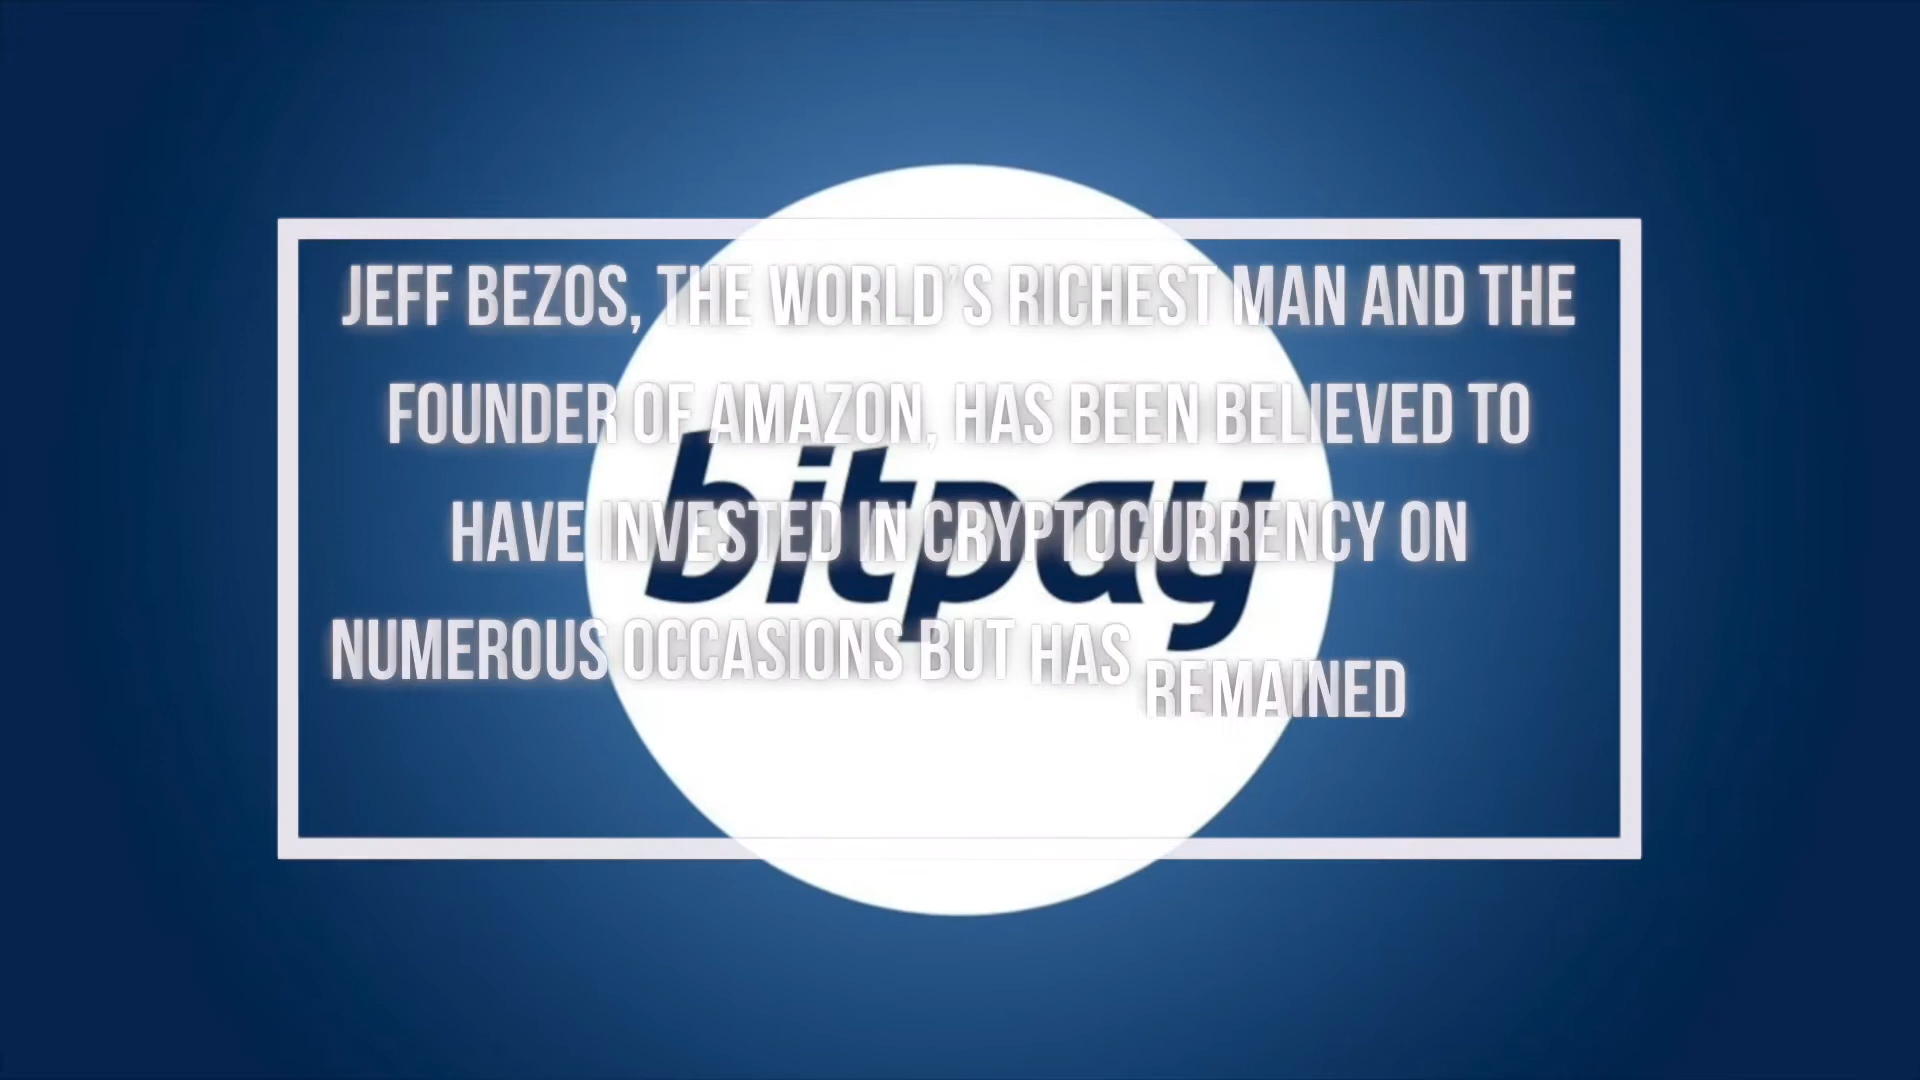 JEFF BEZOS, THE WORLD'S RICHEST MAN AND THE
FOUNDER OF AMAZON, HAS BEEN BELIEVED TO
HAVE INVESTED IN CRYPTOCURRENCY ON
NUMEROUS OCCASIONS BUT HAS REMAINED
bitpay